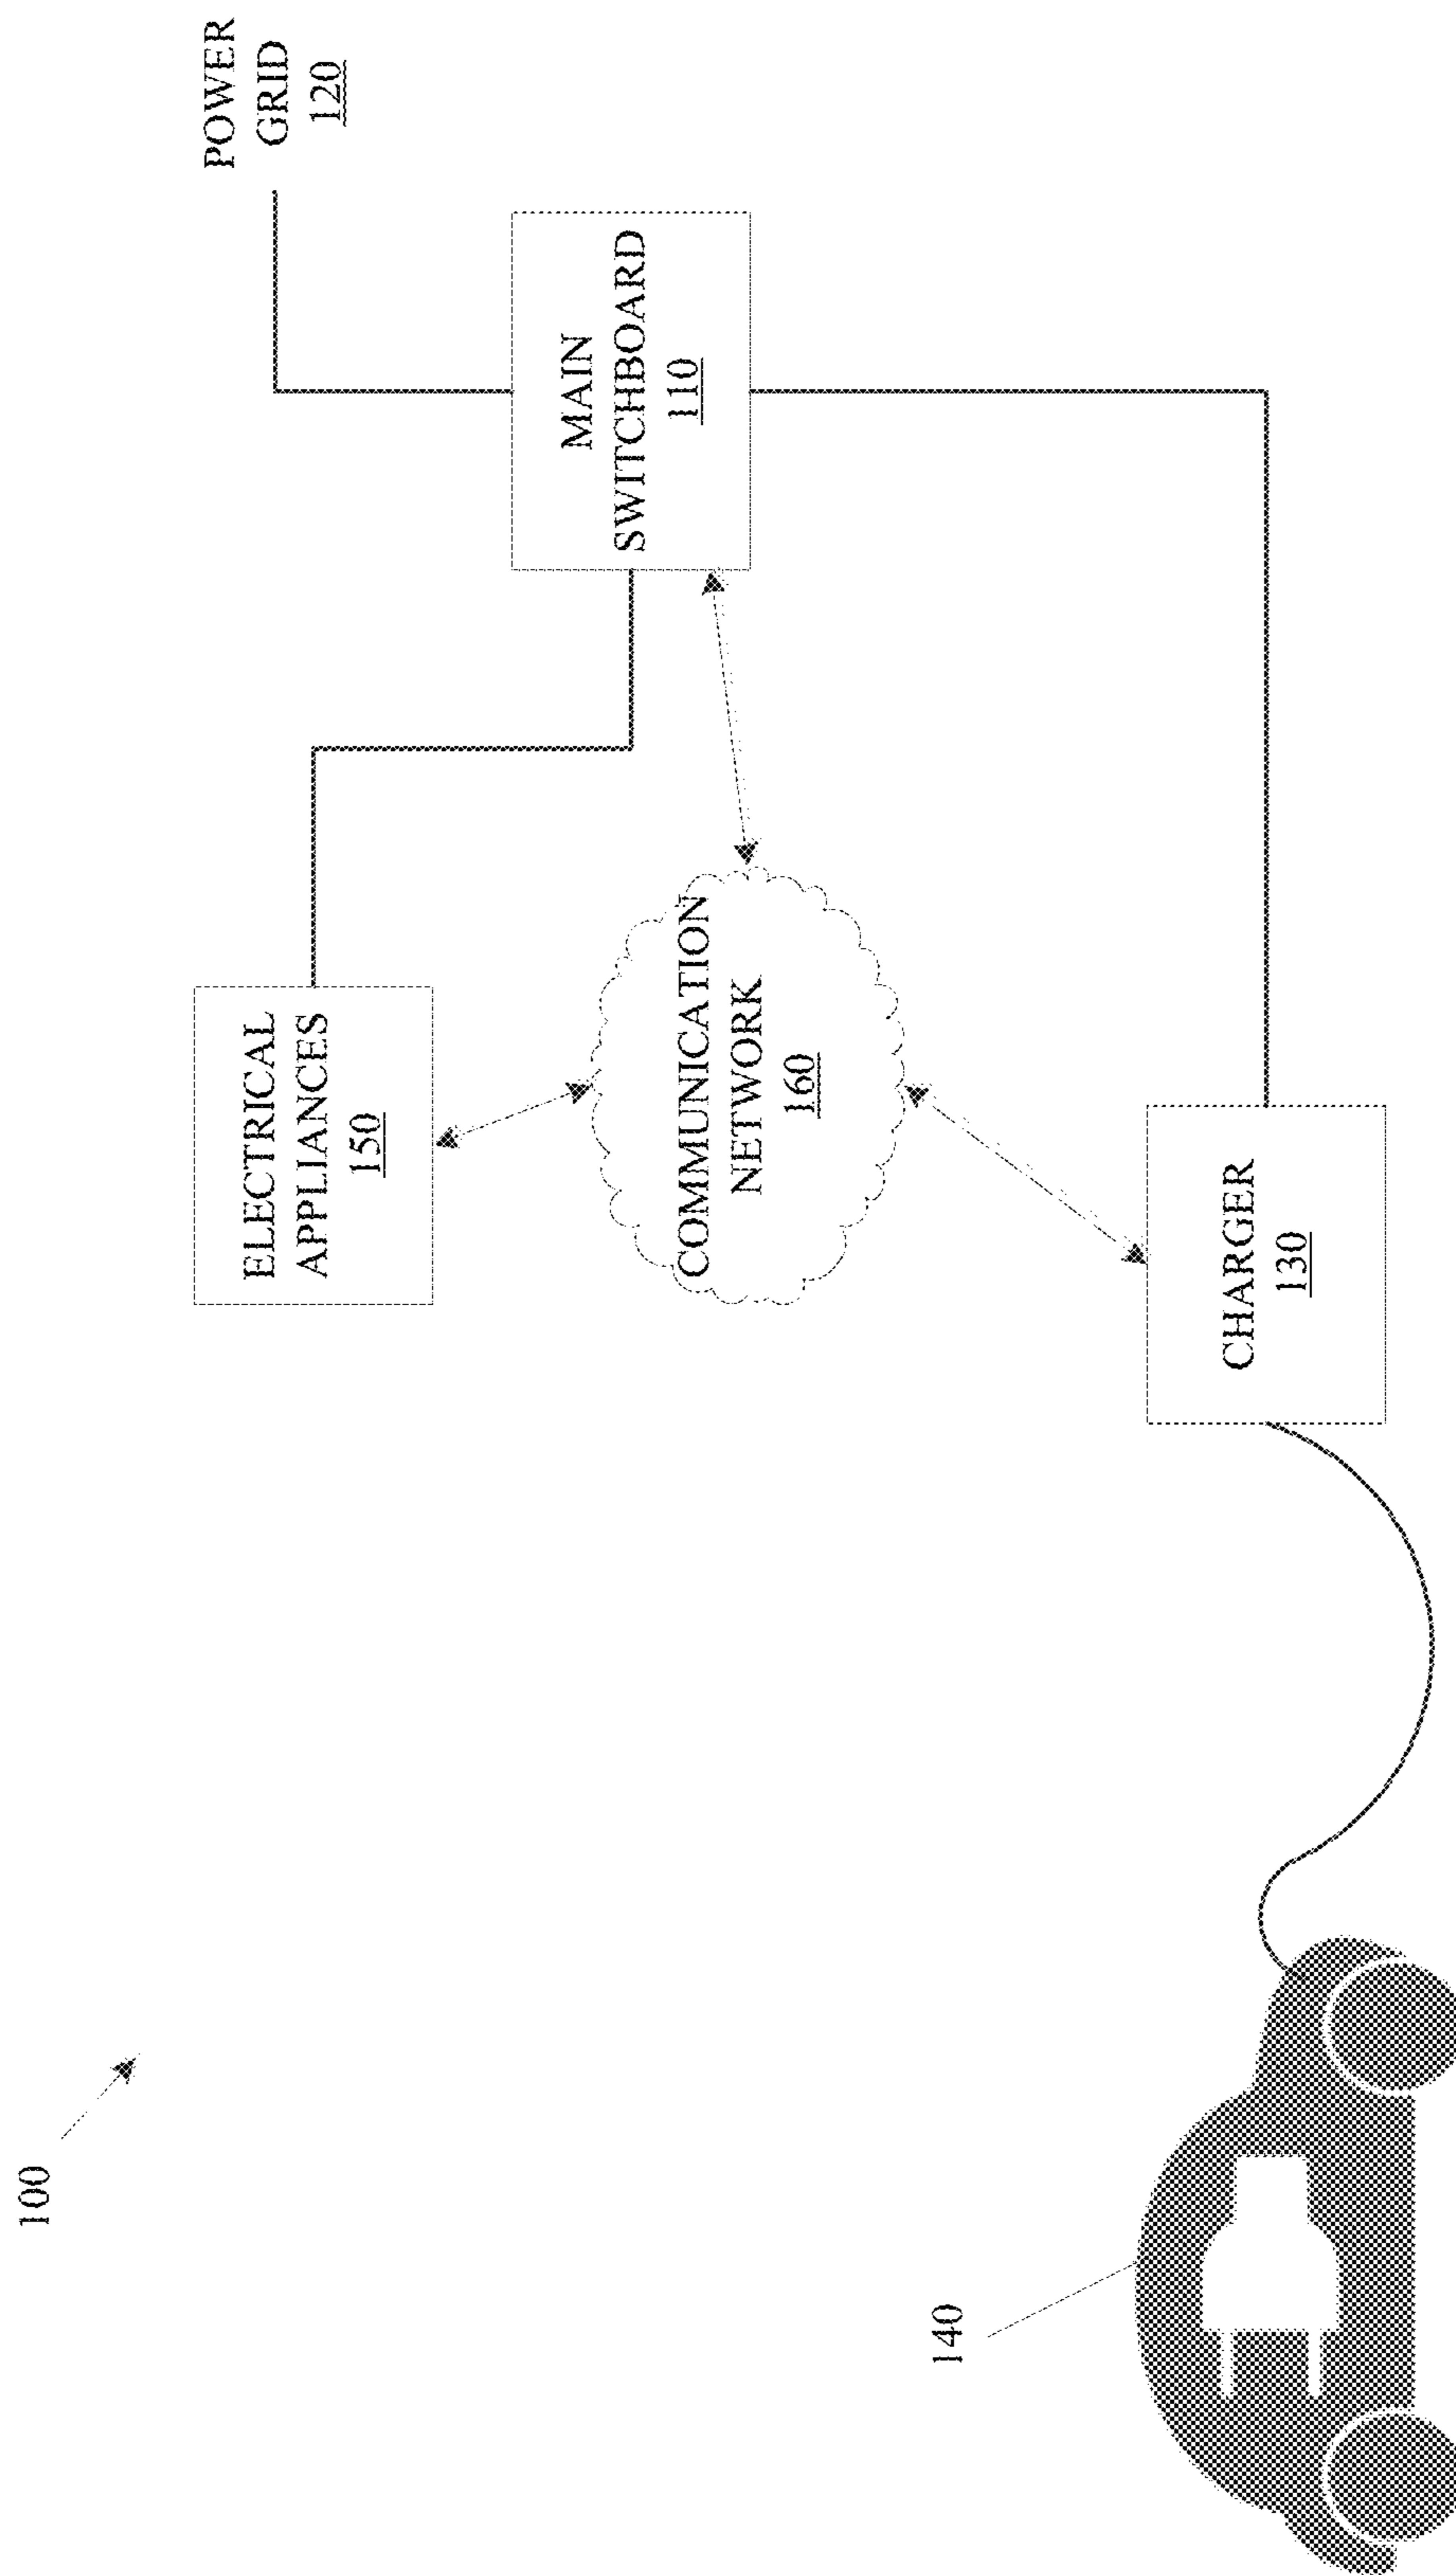 100
POWER
GRID
120
ELECTRICAL
APPLIANCES
150
MAIN
SWITCHBOARD
110
COMMUNICATION
NETWORK
160
140
CHARGER
130